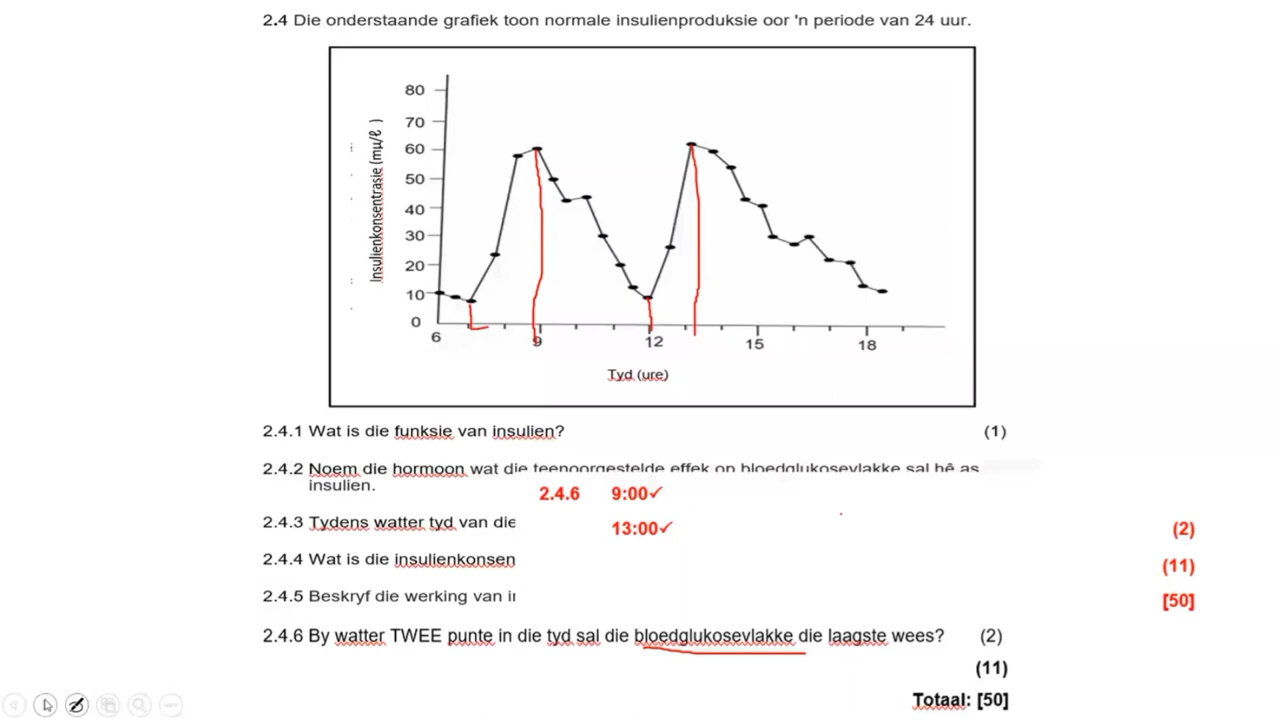 2.4 Die onderstaande grafiek toon normale insulienproduksie oor 'n periode van 24 uur.
80
70
60
50
40
30
20
10
0
Insulienkonsentrasie (mµ/ℓ )
6
9
12
15
18
Tyd (ure)
2.4.1 Wat is die funksie van insulien? (1)
2.4.2 Noem die hormoon wat die teenoorgestelde effek op bloedglukosevlakke sal hê as
insulien.
2.4.6 9:00✓
2.4.3 Tydens watter tyd van die
13:00✓ (2)
2.4.4 Wat is die insulienkonsen
(11)
2.4.5 Beskryf die werking van
[50]
2.4.6 By watter TWEE punte in die tyd sal die bloedglukosevlakke die laagste wees? (2)
(11)
Totaal: [50]